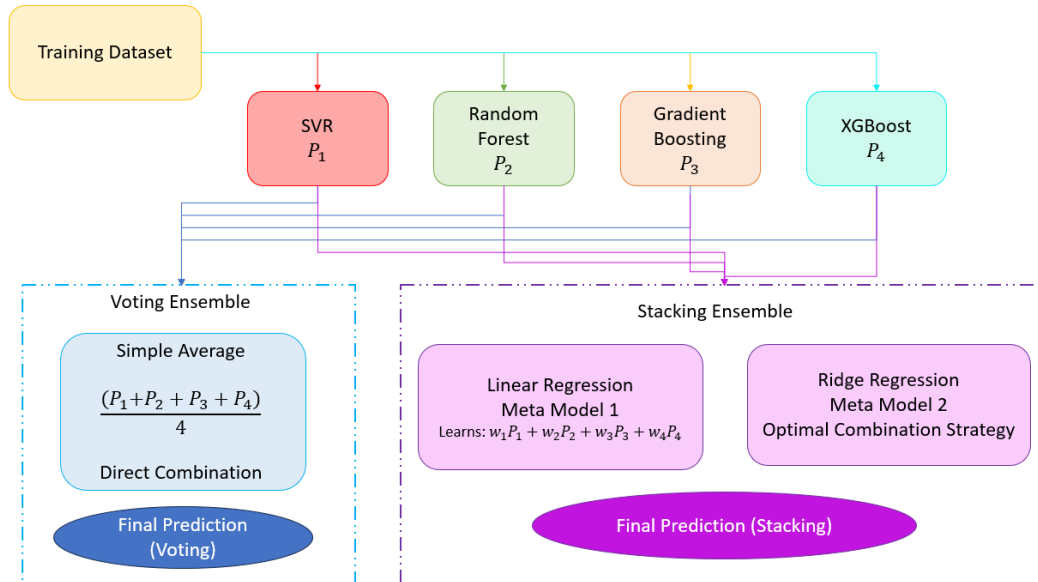 Training Dataset
SVR
P₁
Random
Forest
P₂
Gradient
Boosting
P₃
XGBoost
P₄
Voting Ensemble
Simple Average
(P₁+P₂ + P₃ + P₄)
4
Direct Combination
Final Prediction
(Voting)
Stacking Ensemble
Linear Regression
Meta Model 1
Learns: w₁P₁ + w₂P₂ + w₃P₃ + w₄P₄
Ridge Regression
Meta Model 2
Optimal Combination Strategy
Final Prediction (Stacking)